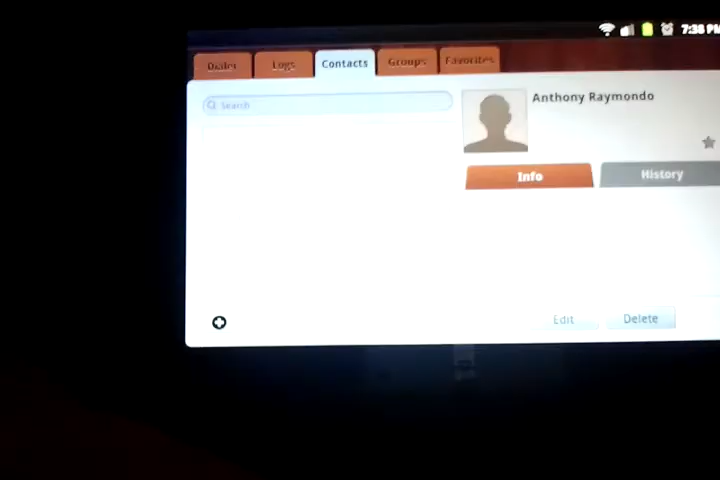 7:38 PM
Dialer
Logs
Contacts
Groups
Favorites
Search
Anthony Raymondo
Info
History
Edit
Delete